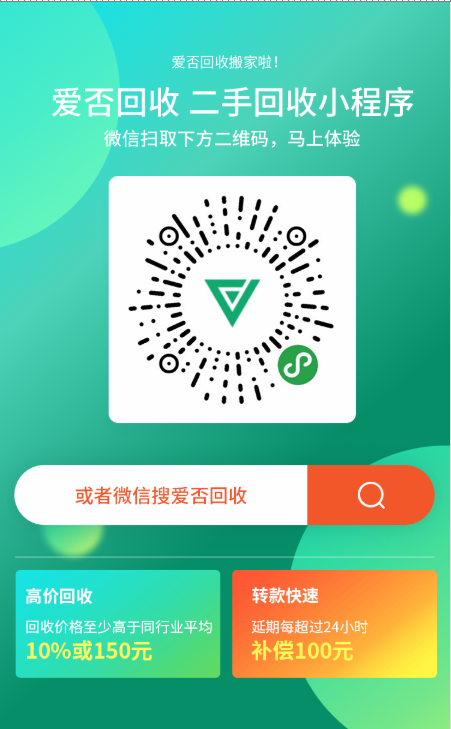 爱否回收搬家啦！
爱否回收 二手回收小程序
微信扫取下方二维码，马上体验
或者微信搜爱否回收
高价回收
回收价格至少高于同行业平均
10%或150元
转款快速
延期每超过24小时
补偿100元